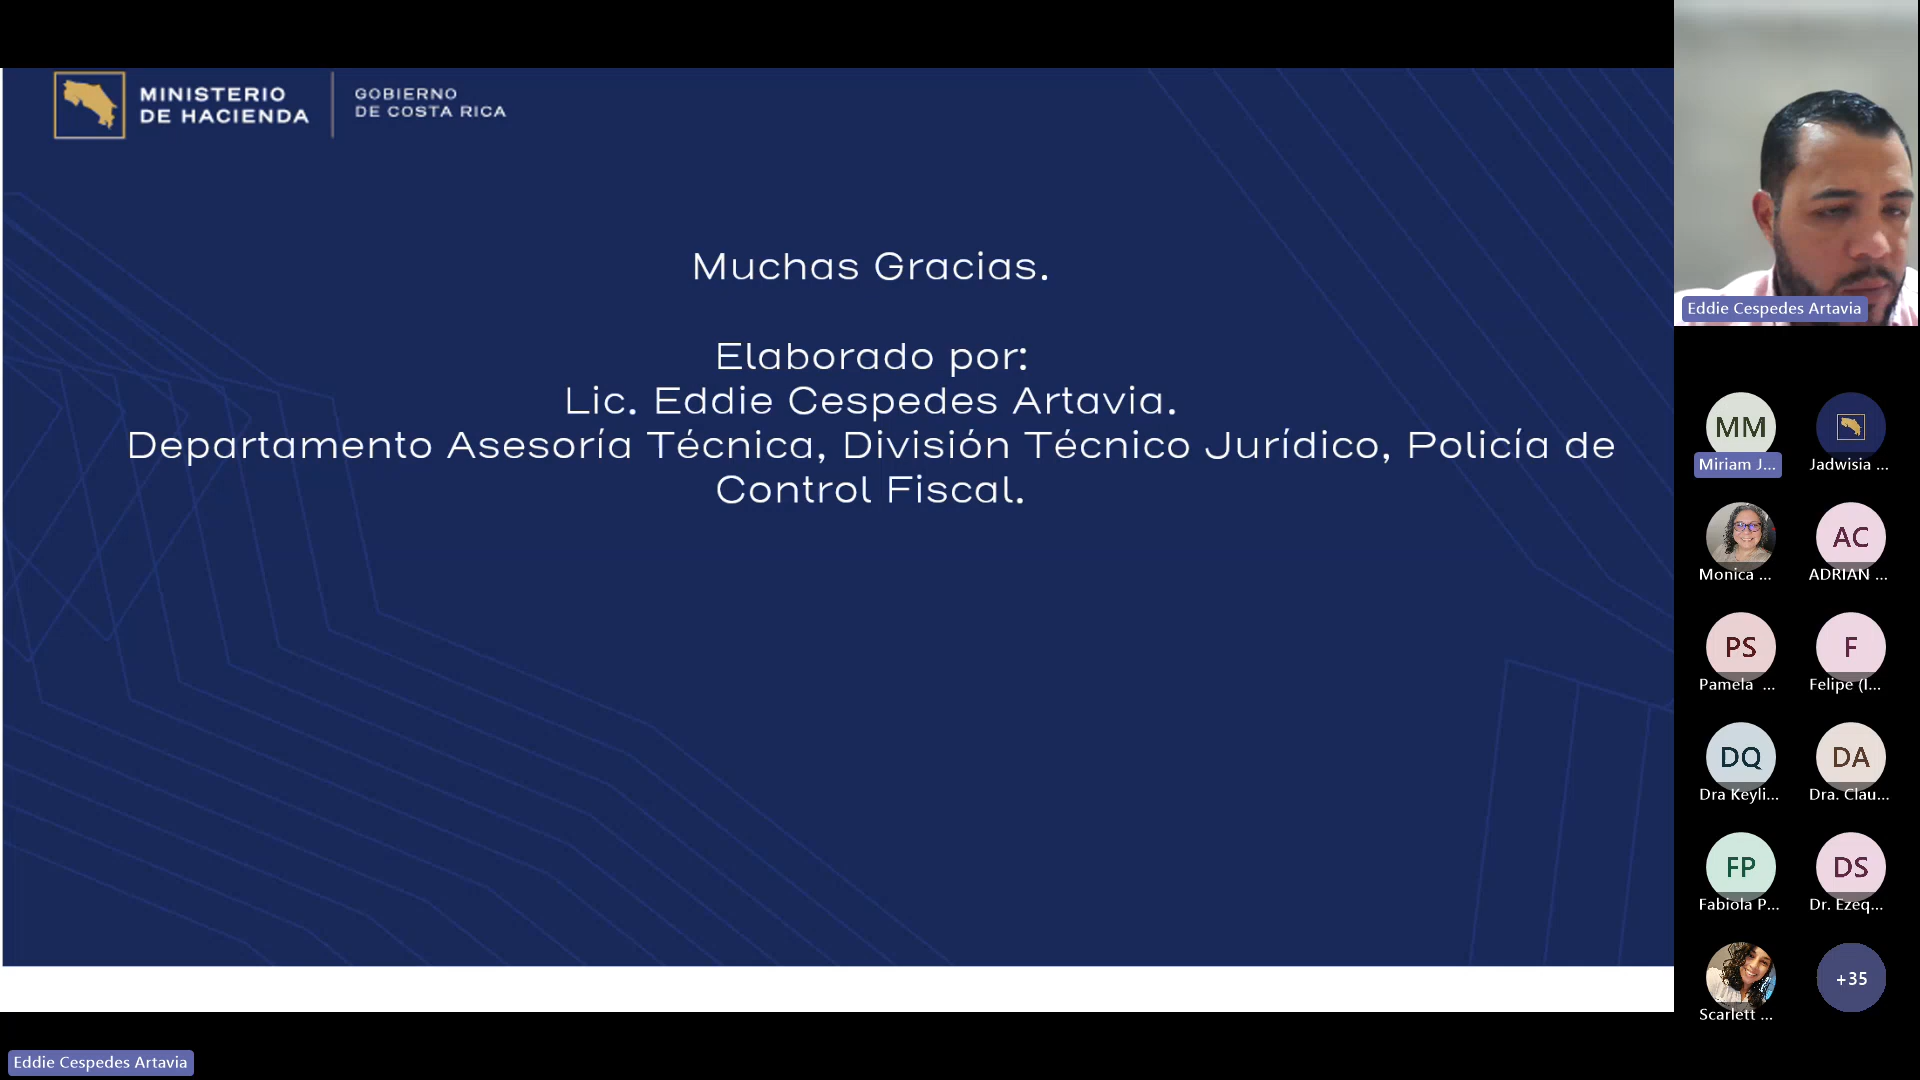 MINISTERIO
DE HACIENDA
GOBIERNO
DE COSTA RICA
Muchas Gracias.
Elaborado por:
Lic. Eddie Cespedes Artavia.
Departamento Asesoría Técnica, División Técnico Jurídico, Policía de
Control Fiscal.
Eddie Cespedes Artavia
MM
Miriam J...
Jadwisia ...
Monica ...
AC
ADRIAN ...
PS
Pamela ...
F
Felipe (I...
DQ
Dra Keyli...
DA
Dra. Clau...
FP
Fabiola P...
DS
Dr. Ezeq...
Scarlett ...
+35
Eddie Cespedes Artavia